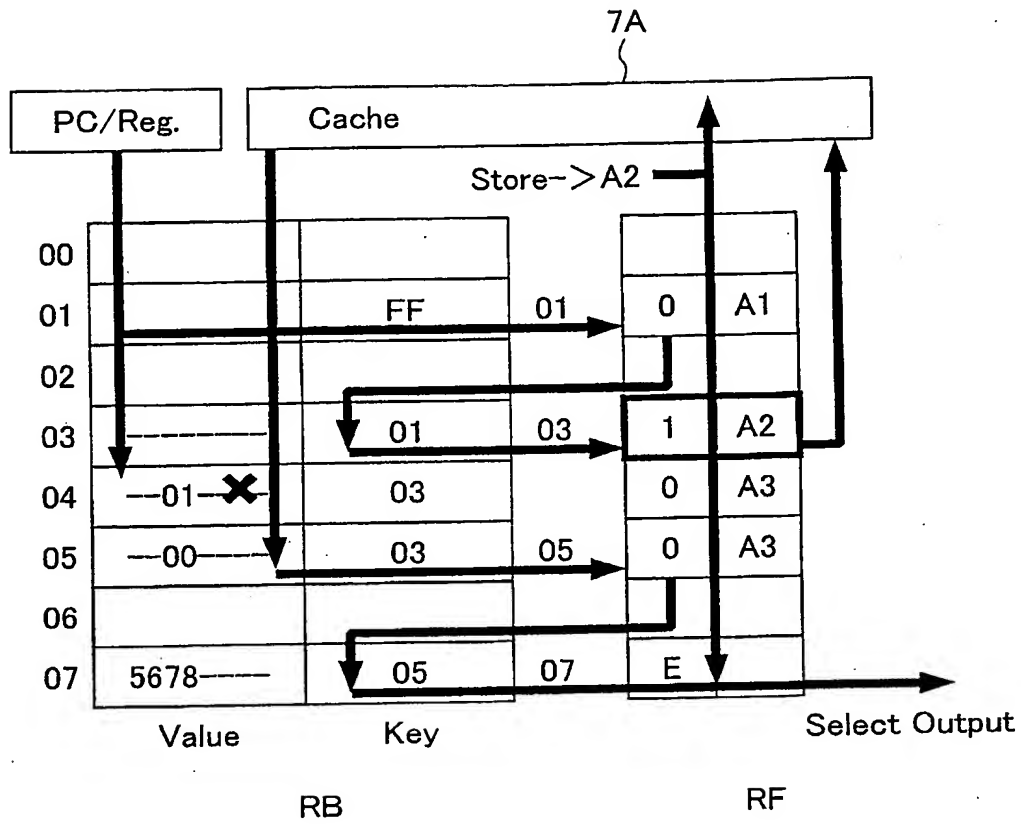 7A
PC/Reg. Cache
Store->A2
00
01 FF 01 0 A1
02
03 -------- 01 03 1 A2
04 --01---- 03 0 A3
05 --00---- 03 05 0 A3
06
07 5678---- 05 07 E
Value Key Select Output
RB RF